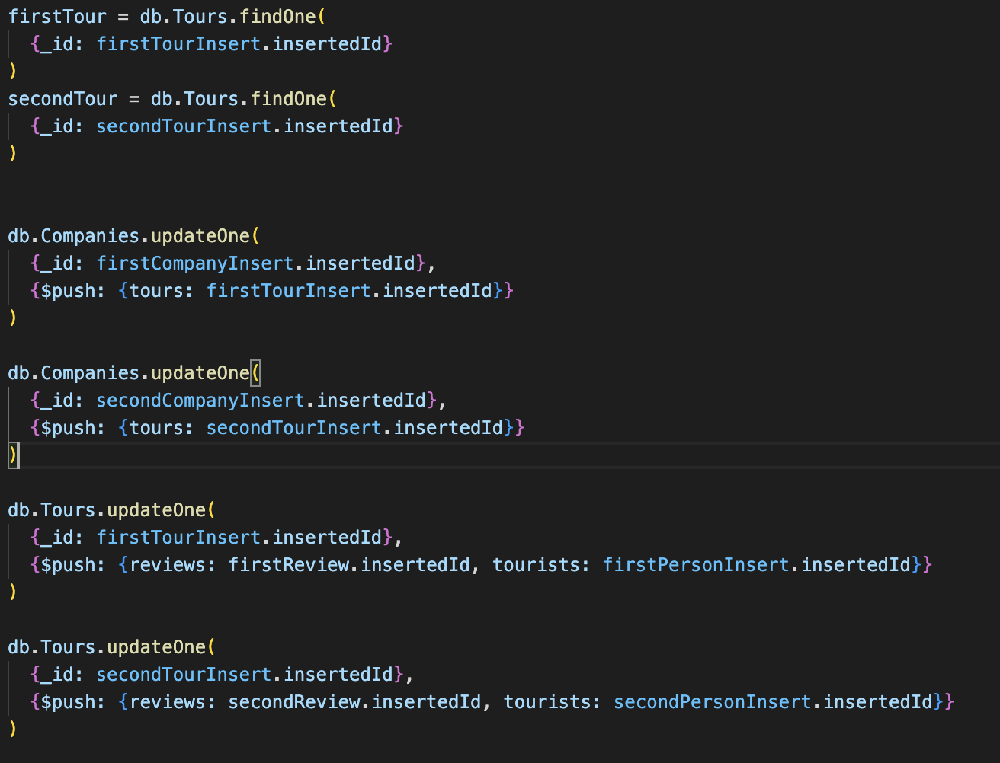 firstTour = db.Tours.findOne(
  {_id: firstTourInsert.insertedId}
)
secondTour = db.Tours.findOne(
  {_id: secondTourInsert.insertedId}
)
db.Companies.updateOne(
  {_id: firstCompanyInsert.insertedId},
  {$push: {tours: firstTourInsert.insertedId}}
)
db.Companies.updateOne(
  {_id: secondCompanyInsert.insertedId},
  {$push: {tours: secondTourInsert.insertedId}}
)
db.Tours.updateOne(
  {_id: firstTourInsert.insertedId},
  {$push: {reviews: firstReview.insertedId, tourists: firstPersonInsert.insertedId}}
)
db.Tours.updateOne(
  {_id: secondTourInsert.insertedId},
  {$push: {reviews: secondReview.insertedId, tourists: secondPersonInsert.insertedId}}
)